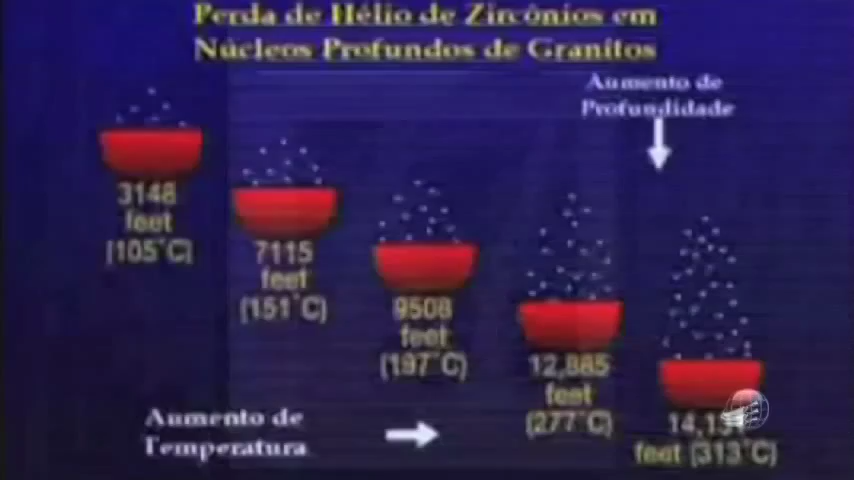 Perda de Hélio de Zircônios em
Núcleos Profundos de Granitos
Aumento de
Profundidade
3148
feet
(105°C)
7115
feet
(151°C)
9508
feet
(197°C)
12,885
feet
(277°C)
feet (313°C)
Aumento de
Temperatura